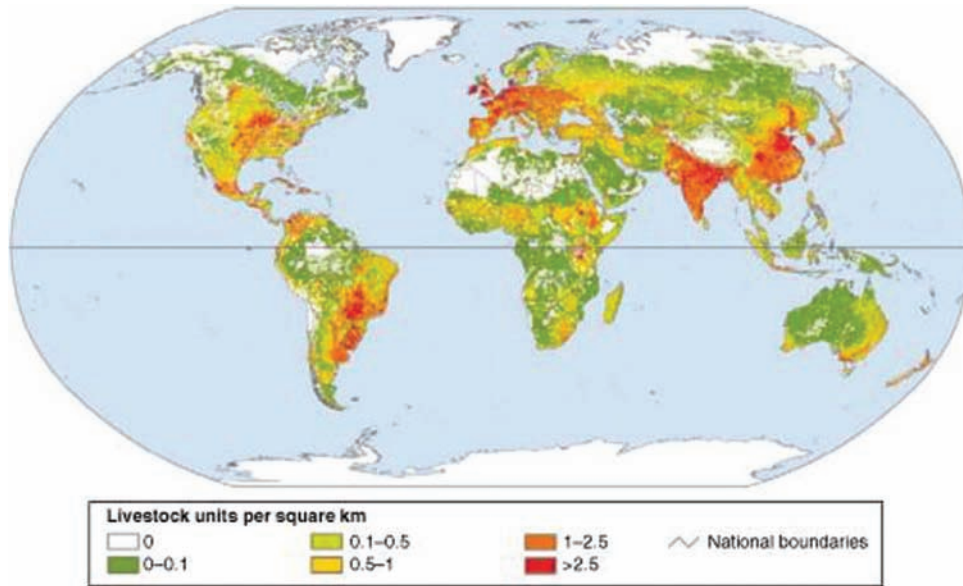 Livestock units per square km
0 0.1–0.5 1–2.5 National boundaries
0–0.1 0.5–1 >2.5